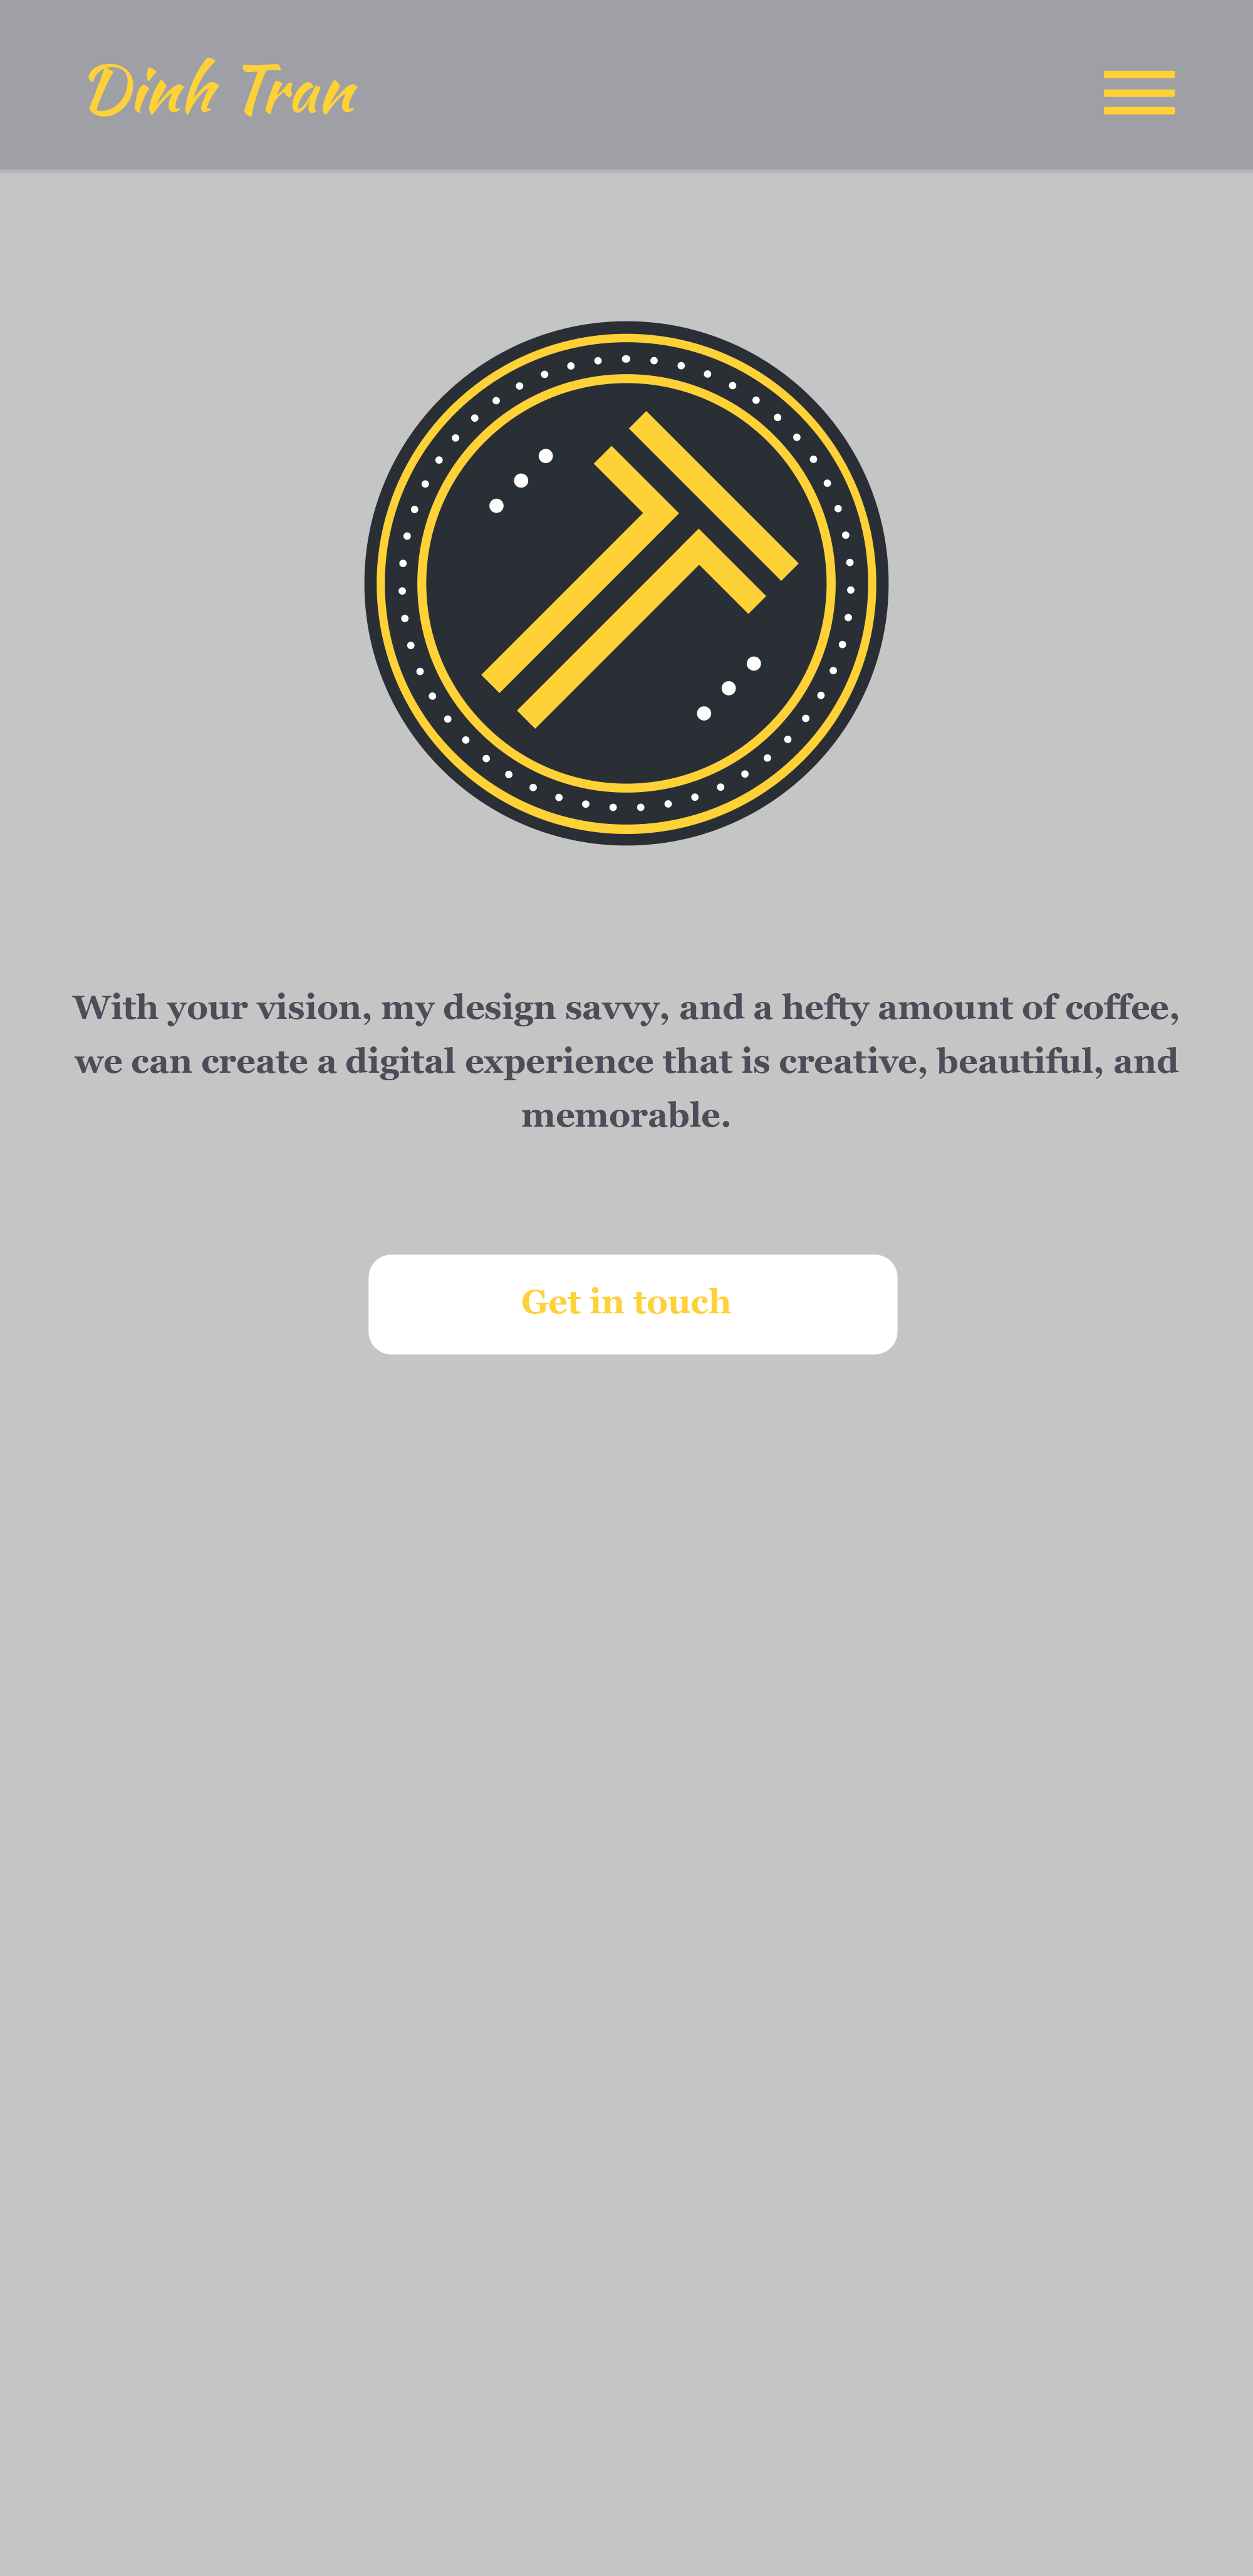 Dinh Tran
With your vision, my design savvy, and a hefty amount of coffee,
we can create a digital experience that is creative, beautiful, and
memorable.
Get in touch